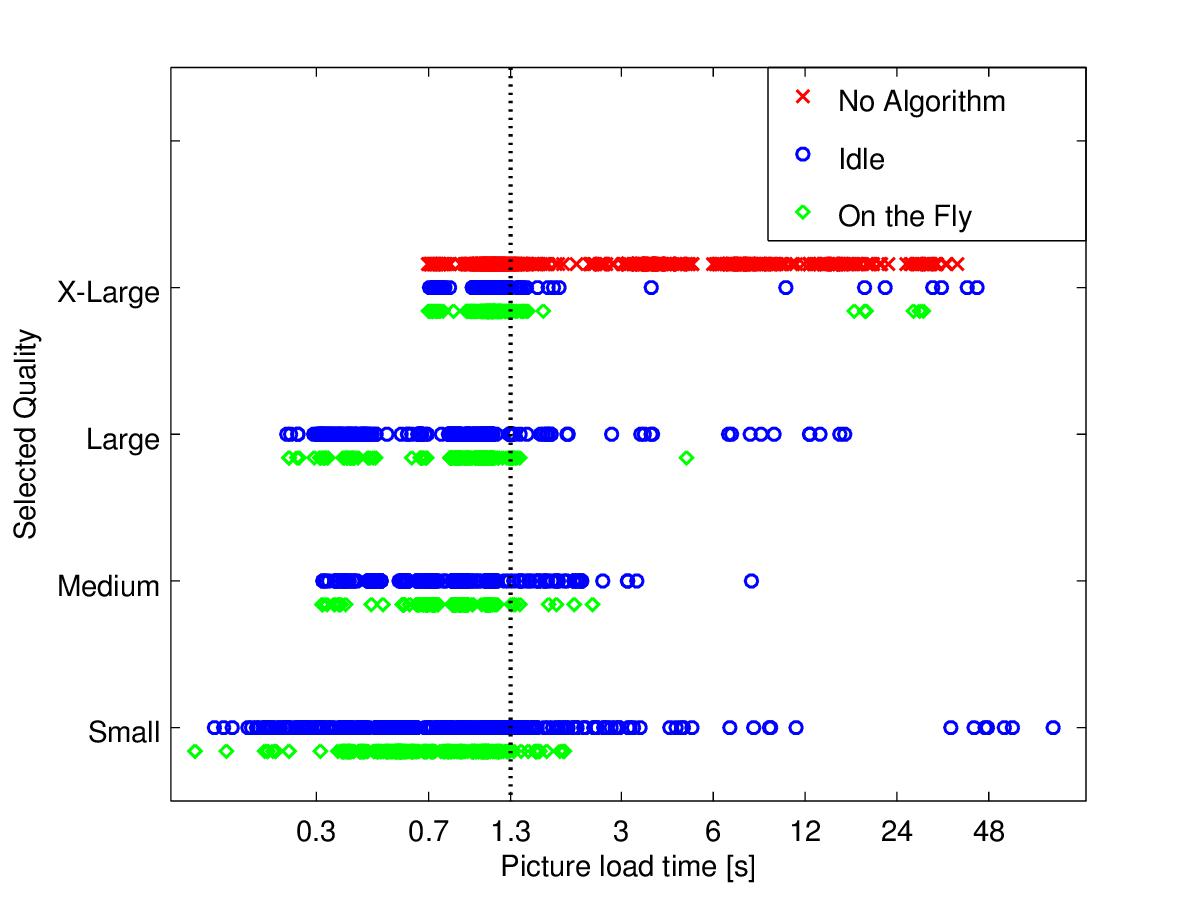 No Algorithm
Idle
On the Fly
X-Large
Large
Medium
Small
Selected Quality
0.3 0.7 1.3 3 6 12 24 48
Picture load time [s]